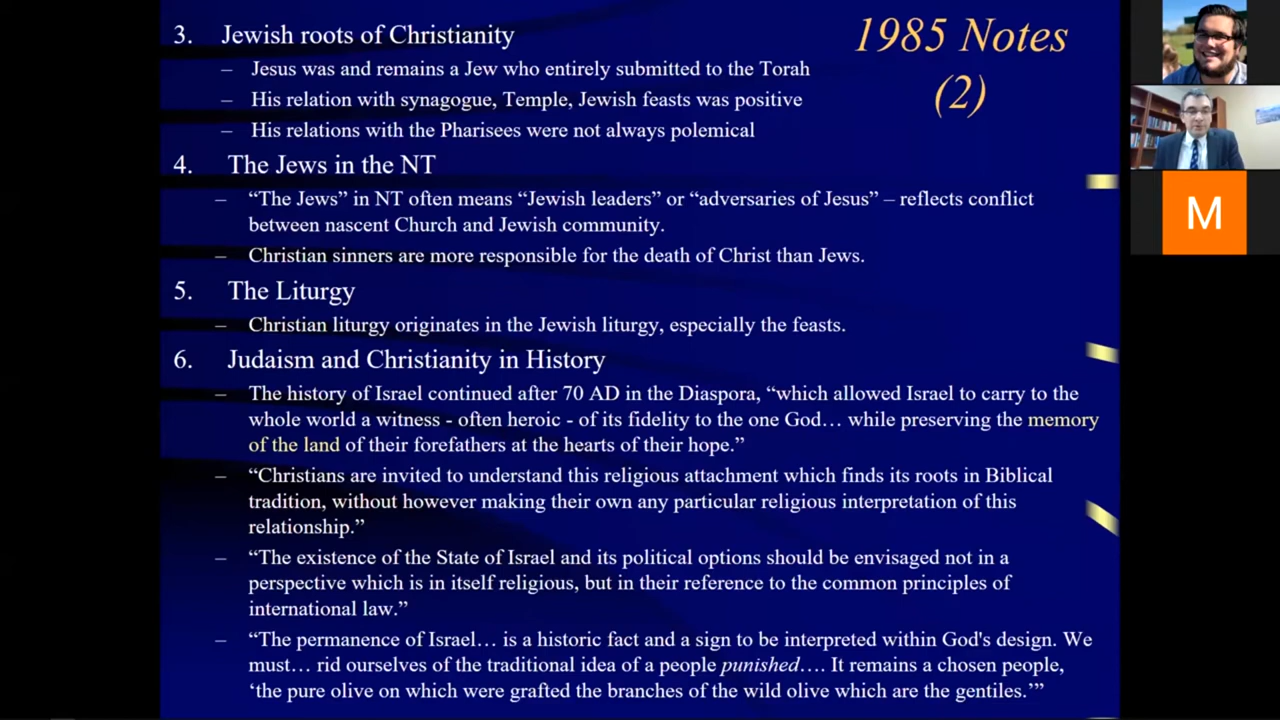 1985 Notes
(2)
3. Jewish roots of Christianity
– Jesus was and remains a Jew who entirely submitted to the Torah
– His relation with synagogue, Temple, Jewish feasts was positive
– His relations with the Pharisees were not always polemical
4. The Jews in the NT
– “The Jews” in NT often means “Jewish leaders” or “adversaries of Jesus” – reflects conflict
between nascent Church and Jewish community.
– Christian sinners are more responsible for the death of Christ than Jews.
5. The Liturgy
– Christian liturgy originates in the Jewish liturgy, especially the feasts.
6. Judaism and Christianity in History
– The history of Israel continued after 70 AD in the Diaspora, “which allowed Israel to carry to the
whole world a witness - often heroic - of its fidelity to the one God… while preserving the memory
of the land of their forefathers at the hearts of their hope.”
– “Christians are invited to understand this religious attachment which finds its roots in Biblical
tradition, without however making their own any particular religious interpretation of this
relationship.”
– “The existence of the State of Israel and its political options should be envisaged not in a
perspective which is in itself religious, but in their reference to the common principles of
international law.”
– “The permanence of Israel… is a historic fact and a sign to be interpreted within God's design. We
must… rid ourselves of the traditional idea of a people punished…. It remains a chosen people,
‘the pure olive on which were grafted the branches of the wild olive which are the gentiles.’”
M